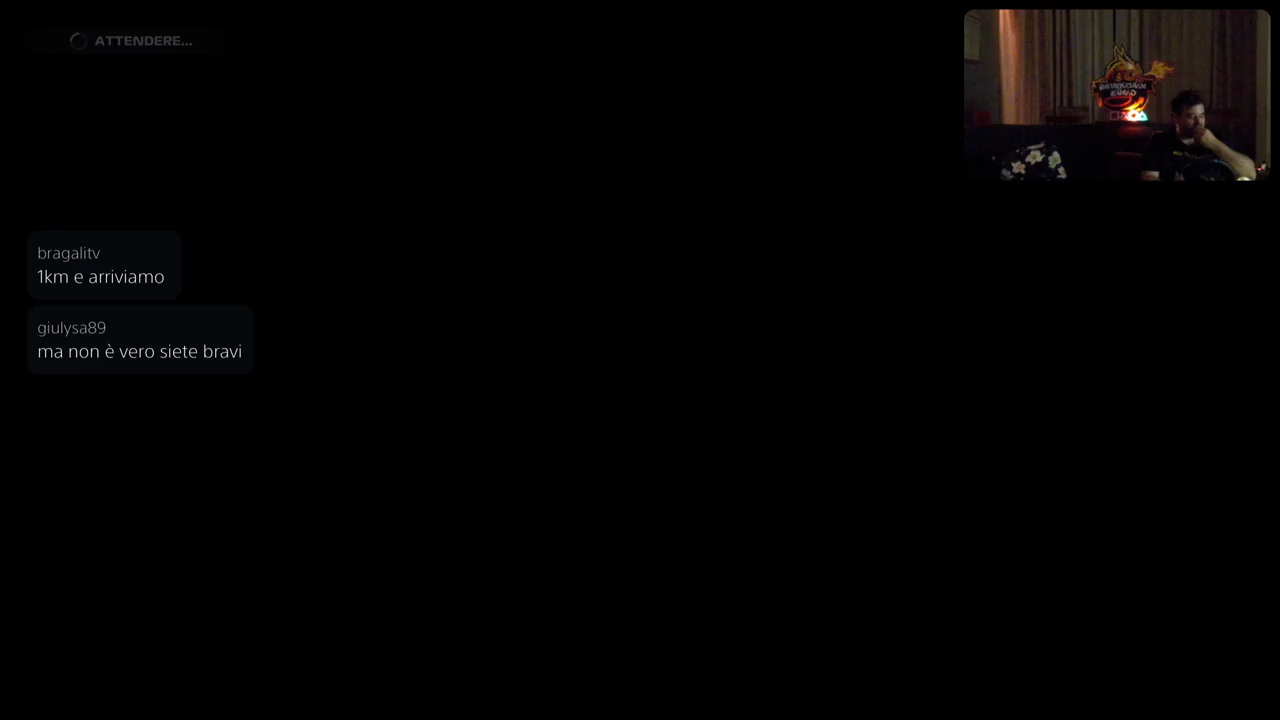 ATTENDERE...
bragalitv
1km e arriviamo
giulysa89
ma non è vero siete bravi